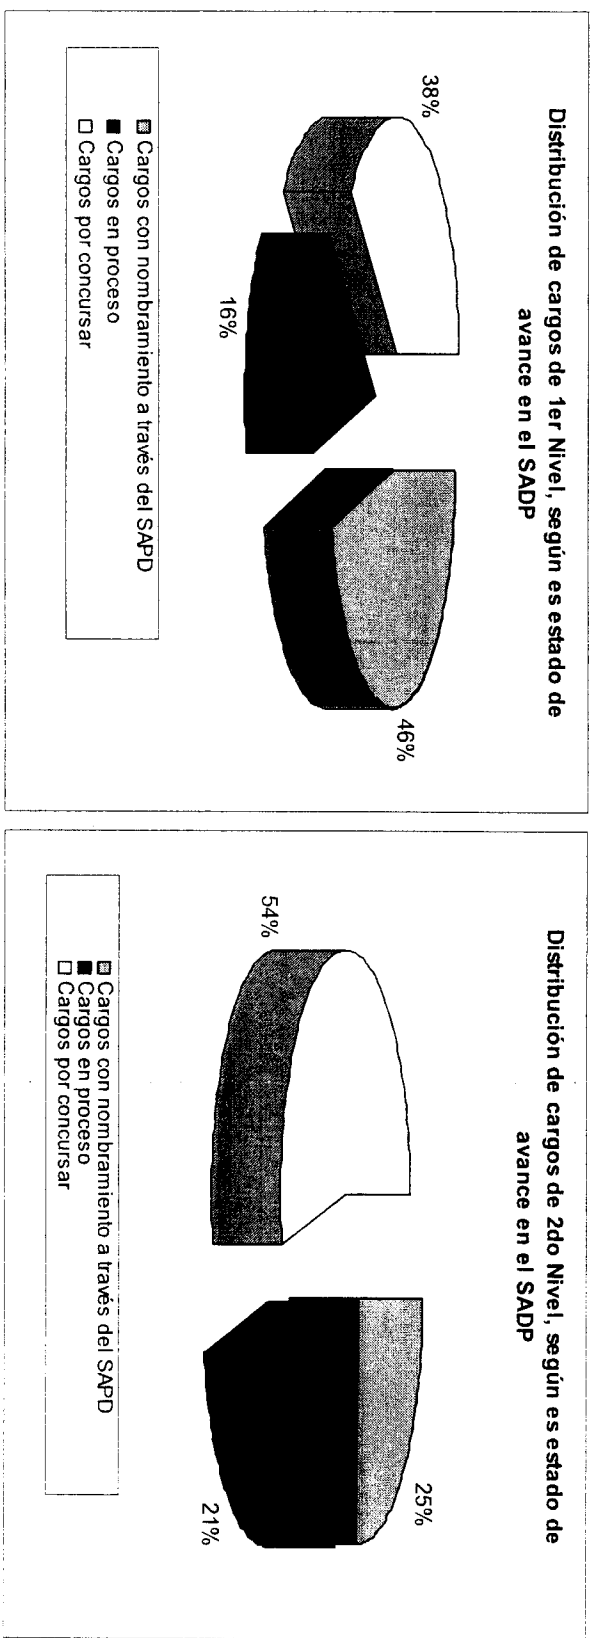 Distribución de cargos de 1er Nivel, según es estado de
avance en el SADP
38%
46%
16%
Cargos con nombramiento a través del SAPD
Cargos en proceso
Cargos por concursar
Distribución de cargos de 2do Nivel, según es estado de
avance en el SADP
25%
54%
21%
Cargos con nombramiento a través del SAPD
Cargos en proceso
Cargos por concursar